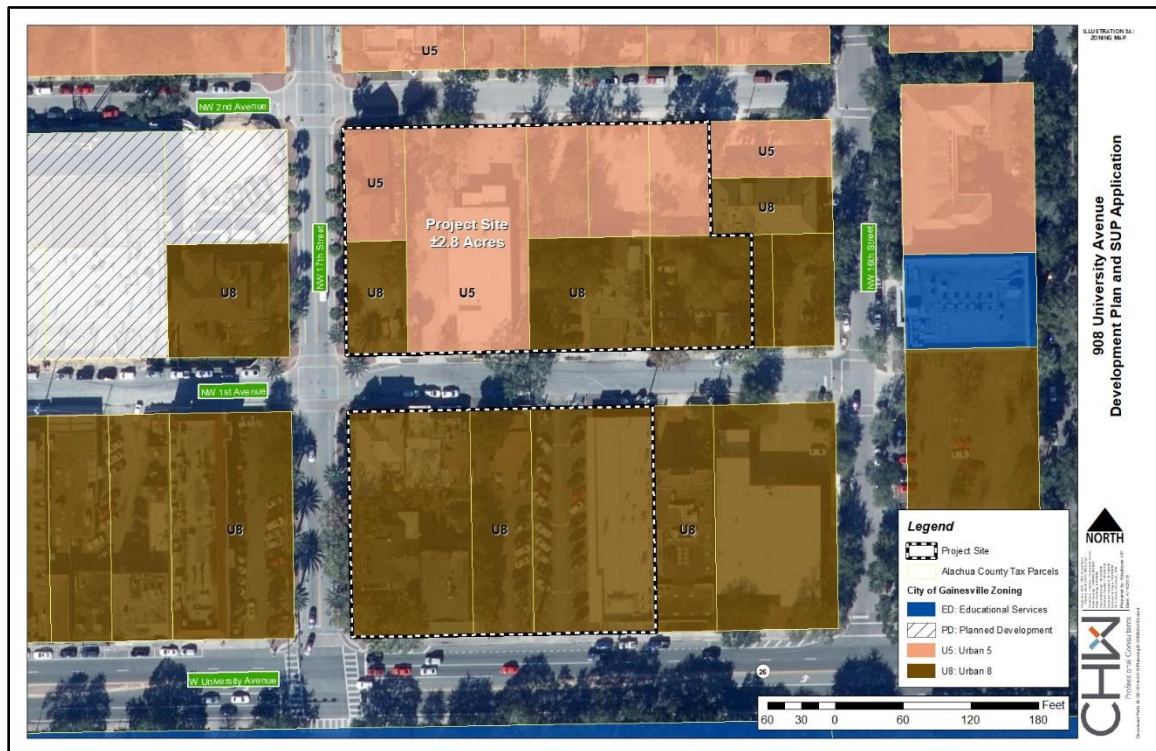 ILLUSTRATION 3A:
ZONING MAP
U5
NW 2nd Avenue
U5
U5
U8
Project Site
±2.8 Acres
NW 17th Street
NW 16th Street
U8
U8
U5
U8
NW 1st Avenue
U8
U8
U8
W University Avenue
26
908 University Avenue
Development Plan and SUP Application
NORTH
Legend
Project Site
Alachua County Tax Parcels
City of Gainesville Zoning
ED: Educational Services
PD: Planned Development
U5: Urban 5
U8: Urban 8
Feet
60 30 0 60 120 180
CHW
Professional Consultants